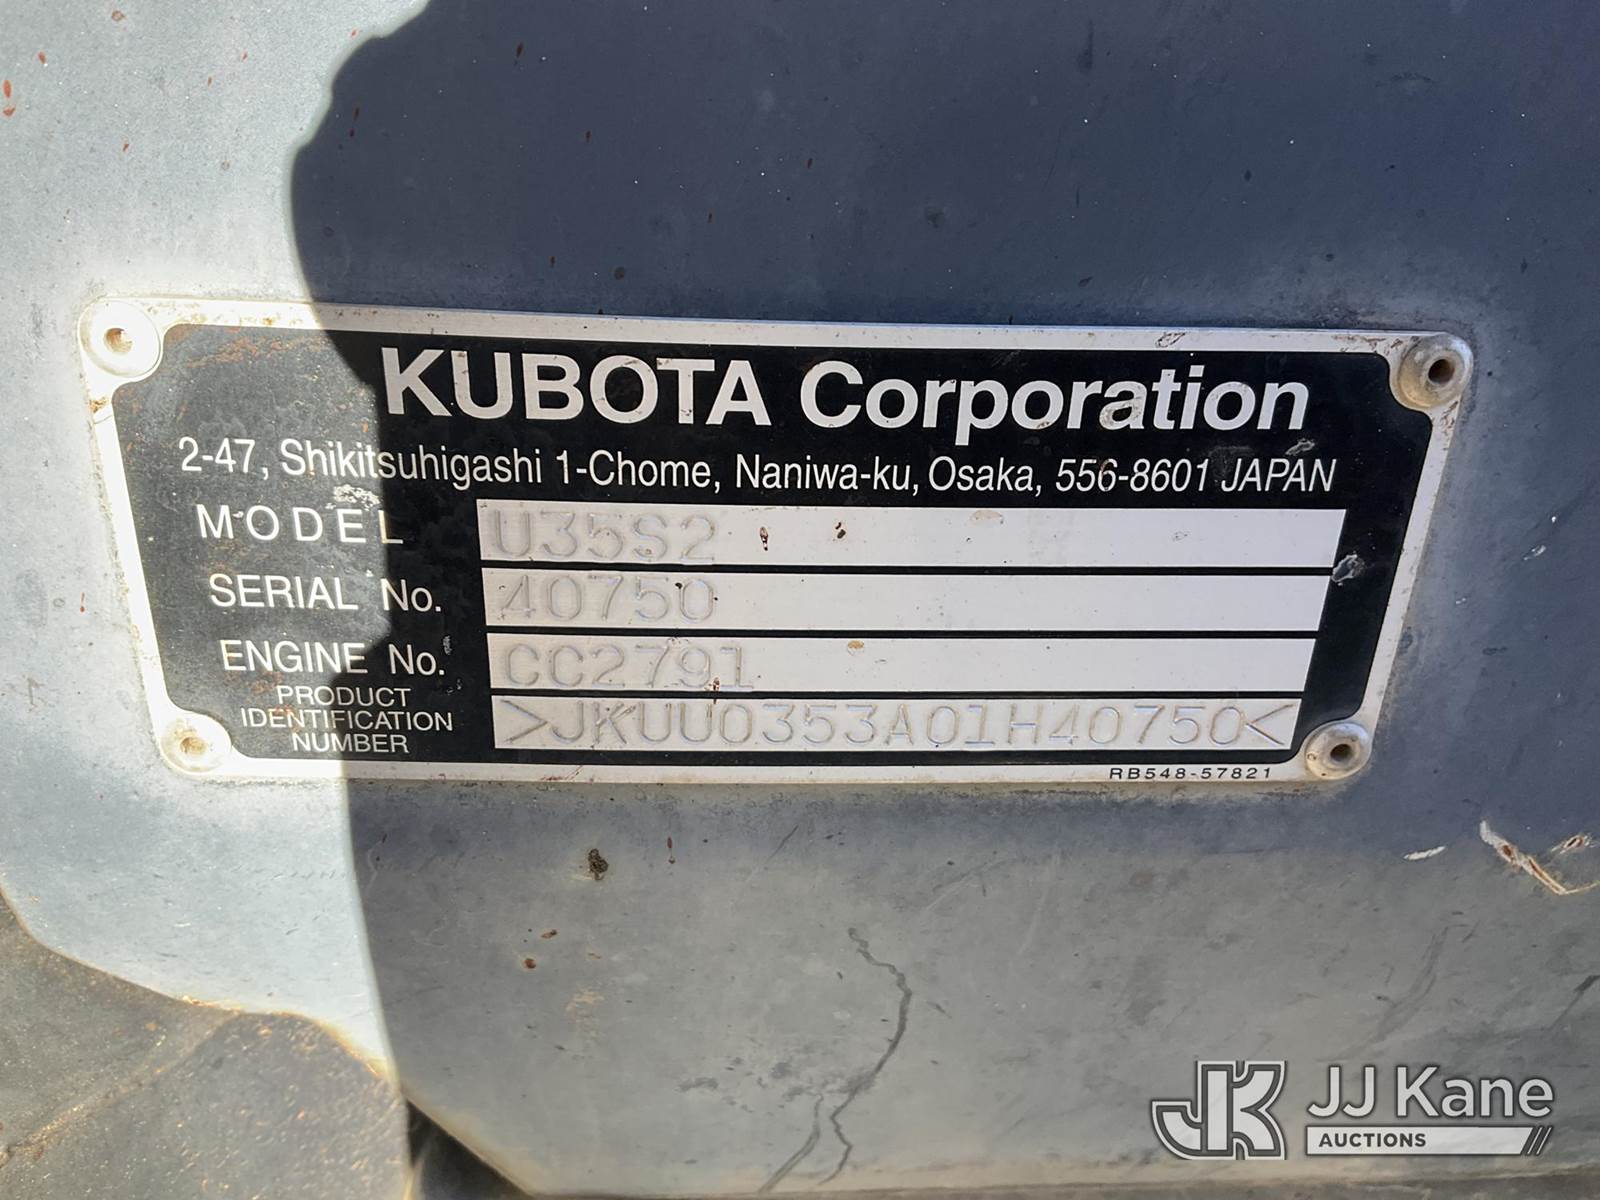 KUBOTA Corporation
2-47, Shikitsuhigashi 1-Chome, Naniwa-ku, Osaka, 556-8601 JAPAN
MODEL U35S2
SERIAL No. 40750
ENGINE No. CC2791
PRODUCT
IDENTIFICATION
NUMBER >JKUU0353A01H40750<
RB548-57821
JK JJ Kane
AUCTIONS